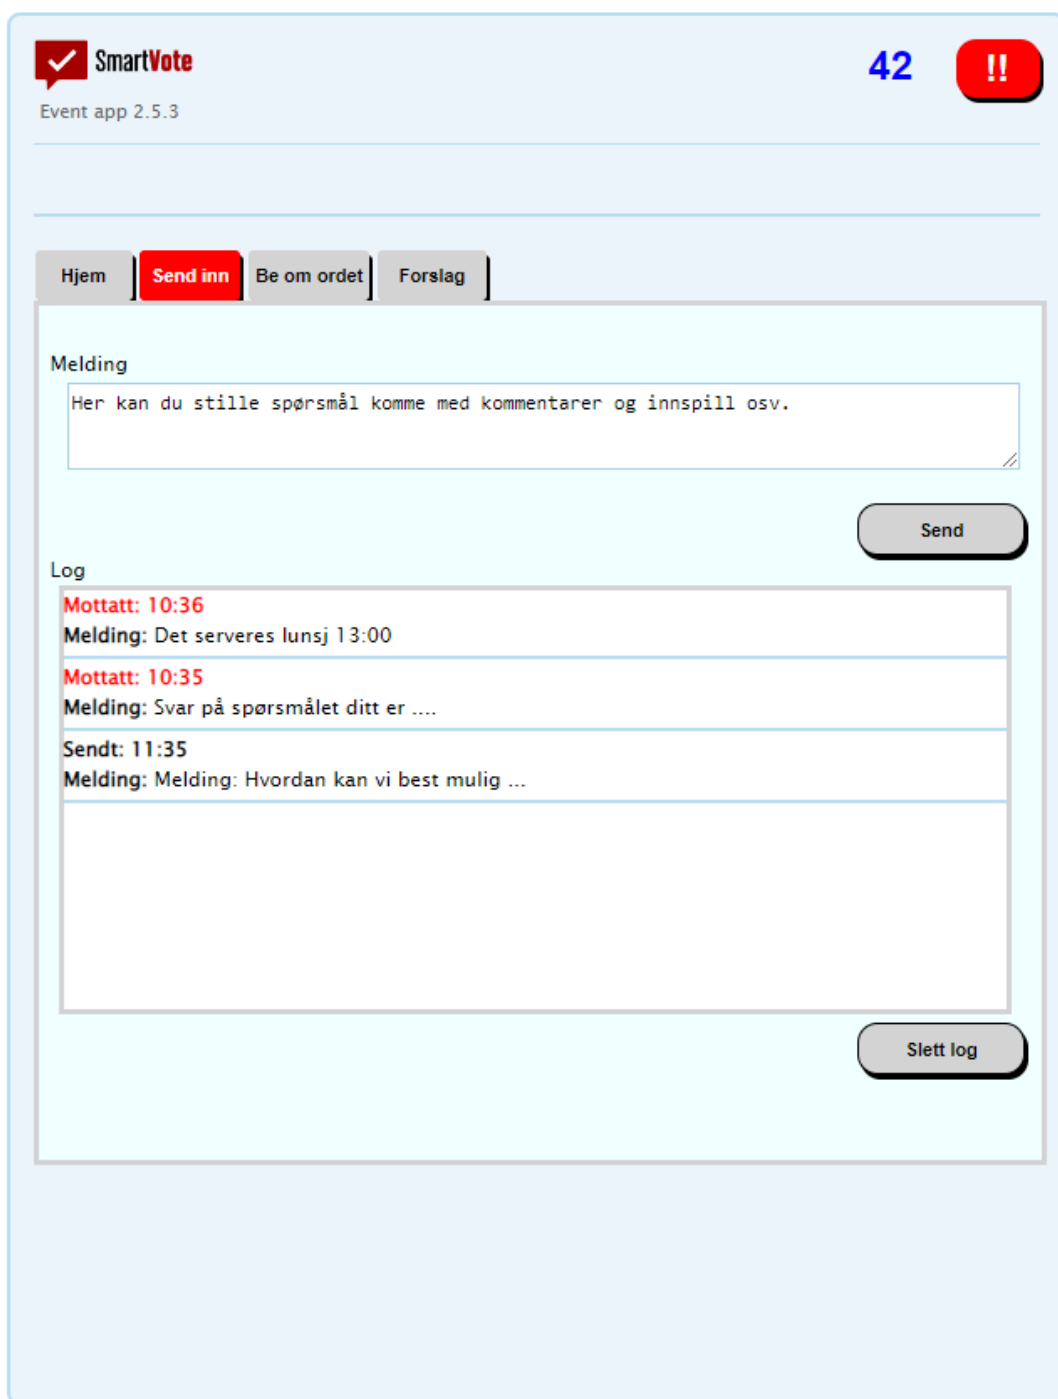 SmartVote
42
!!
Event app 2.5.3
Hjem Send inn Be om ordet Forslag
Melding
Her kan du stille spørsmål komme med kommentarer og innspill osv.
Send
Log
Mottatt: 10:36
Melding: Det serveres lunsj 13:00
Mottatt: 10:35
Melding: Svar på spørsmålet ditt er ....
Sendt: 11:35
Melding: Melding: Hvordan kan vi best mulig ...
Slett log